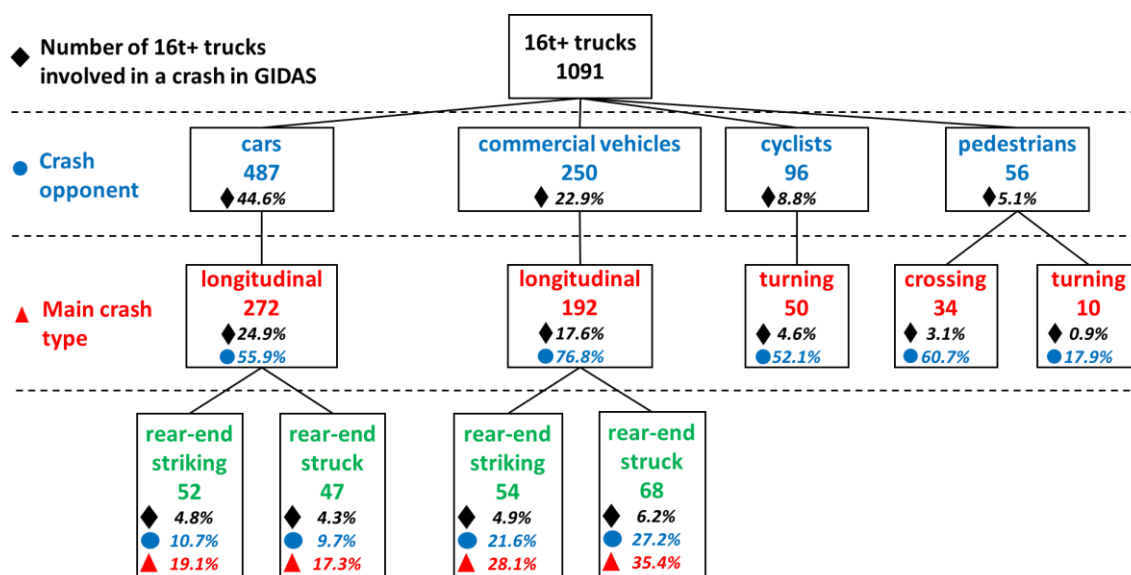 Number of 16t+ trucks
involved in a crash in GIDAS
16t+ trucks
1091
Crash
opponent
cars
487
44.6%
commercial vehicles
250
22.9%
cyclists
96
8.8%
pedestrians
56
5.1%
Main crash
type
longitudinal
272
24.9%
55.9%
longitudinal
192
17.6%
76.8%
turning
50
4.6%
52.1%
crossing
34
3.1%
60.7%
turning
10
0.9%
17.9%
rear-end
striking
52
4.8%
10.7%
19.1%
rear-end
struck
47
4.3%
9.7%
17.3%
rear-end
striking
54
4.9%
21.6%
28.1%
rear-end
struck
68
6.2%
27.2%
35.4%